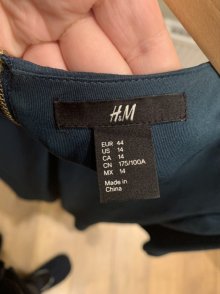 H&M
EUR 44
US 14
CA 14
CN 175/100A
MX 14
Made in
China